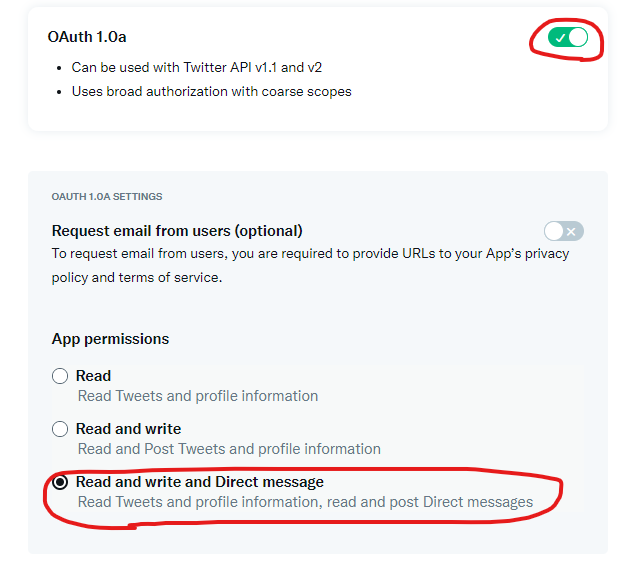 OAuth 1.0a
• Can be used with Twitter API v1.1 and v2
• Uses broad authorization with coarse scopes
OAUTH 1.0A SETTINGS
Request email from users (optional)
To request email from users, you are required to provide URLs to your App's privacy
policy and terms of service.
App permissions
Read
Read Tweets and profile information
Read and write
Read and Post Tweets and profile information
Read and write and Direct message
Read Tweets and profile information, read and post Direct messages